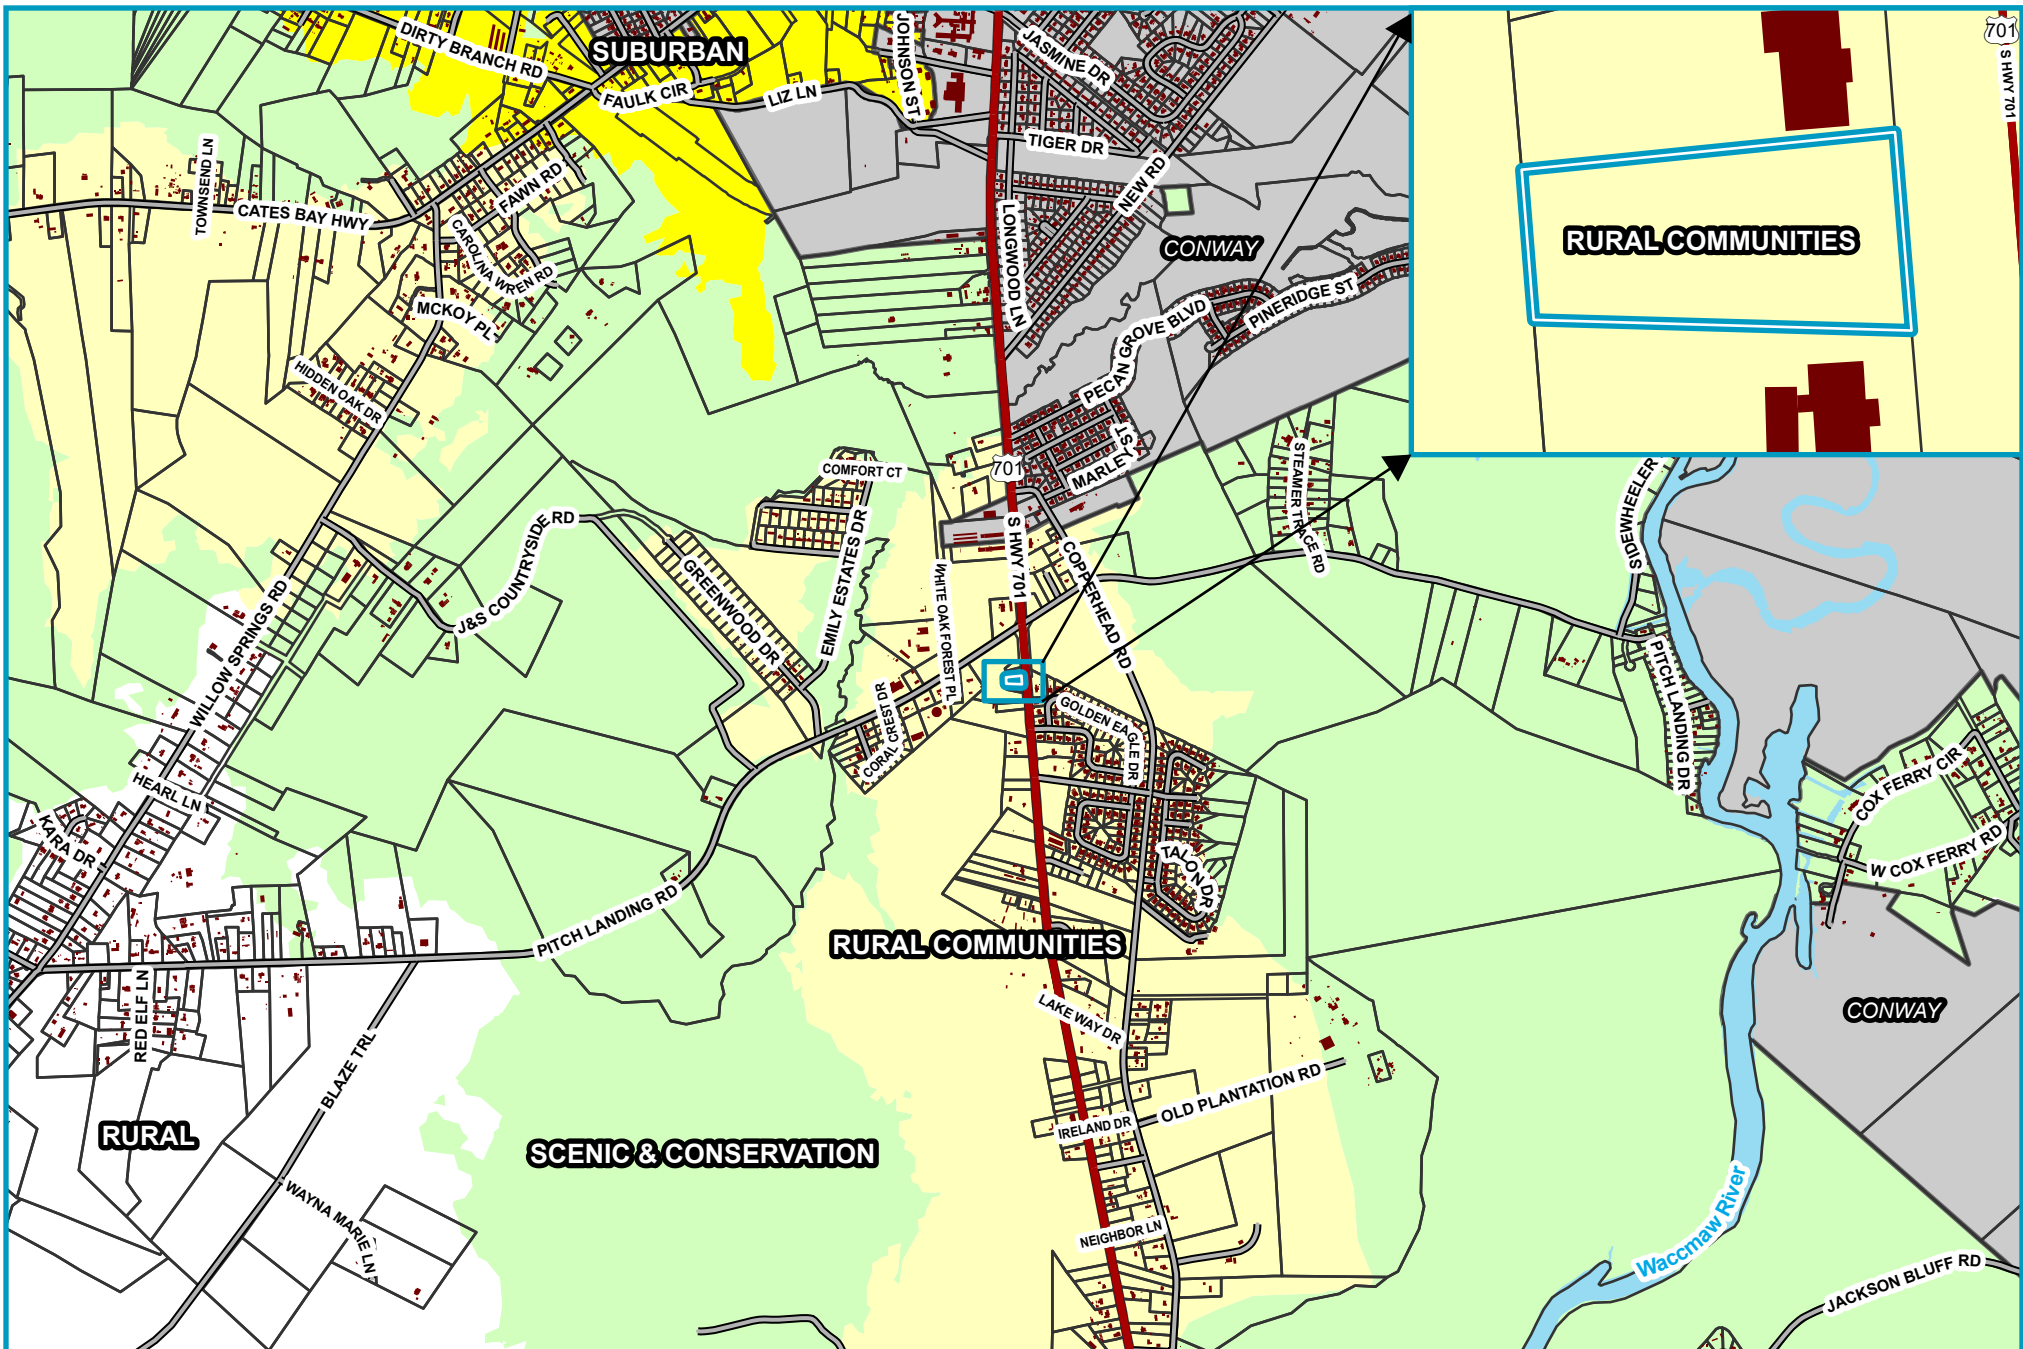 DIRTY BRANCH RD
SUBURBAN
JOHNSON ST
JASMINE DR
FAULK CIR
LIZ LN
TIGER DR
NEW RD
TOWNSEND LN
CATES BAY HWY
FAWN RD
CAROLINA WREN RD
MCKOY PL
LONGWOOD LN
CONWAY
PECAN GROVE BLVD
PINERIDGE ST
HIDDEN OAK DR
701
S HWY 701
RURAL COMMUNITIES
COMFORT CT
701
MARLEY ST
STEAMER TRACE RD
SIDEWHEELER
J&S COUNTRYSIDE RD
GREENWOOD DR
EMILY ESTATES DR
WHITE OAK FOREST PL
S HWY 701
COPPERHEAD RD
WILLOW SPRINGS RD
PITCH LANDING DR
GOLDEN EAGLE DR
CORAL CREST DR
HEARL LN
KARA DR
COX FERRY CIR
W COX FERRY RD
TALON DR
PITCH LANDING RD
RURAL COMMUNITIES
RED ELF LN
BLAZE TRL
LAKE WAY DR
CONWAY
OLD PLANTATION RD
IRELAND DR
RURAL
SCENIC & CONSERVATION
WAYNA MARIE LN
NEIGHBOR LN
Waccmaw River
JACKSON BLUFF RD